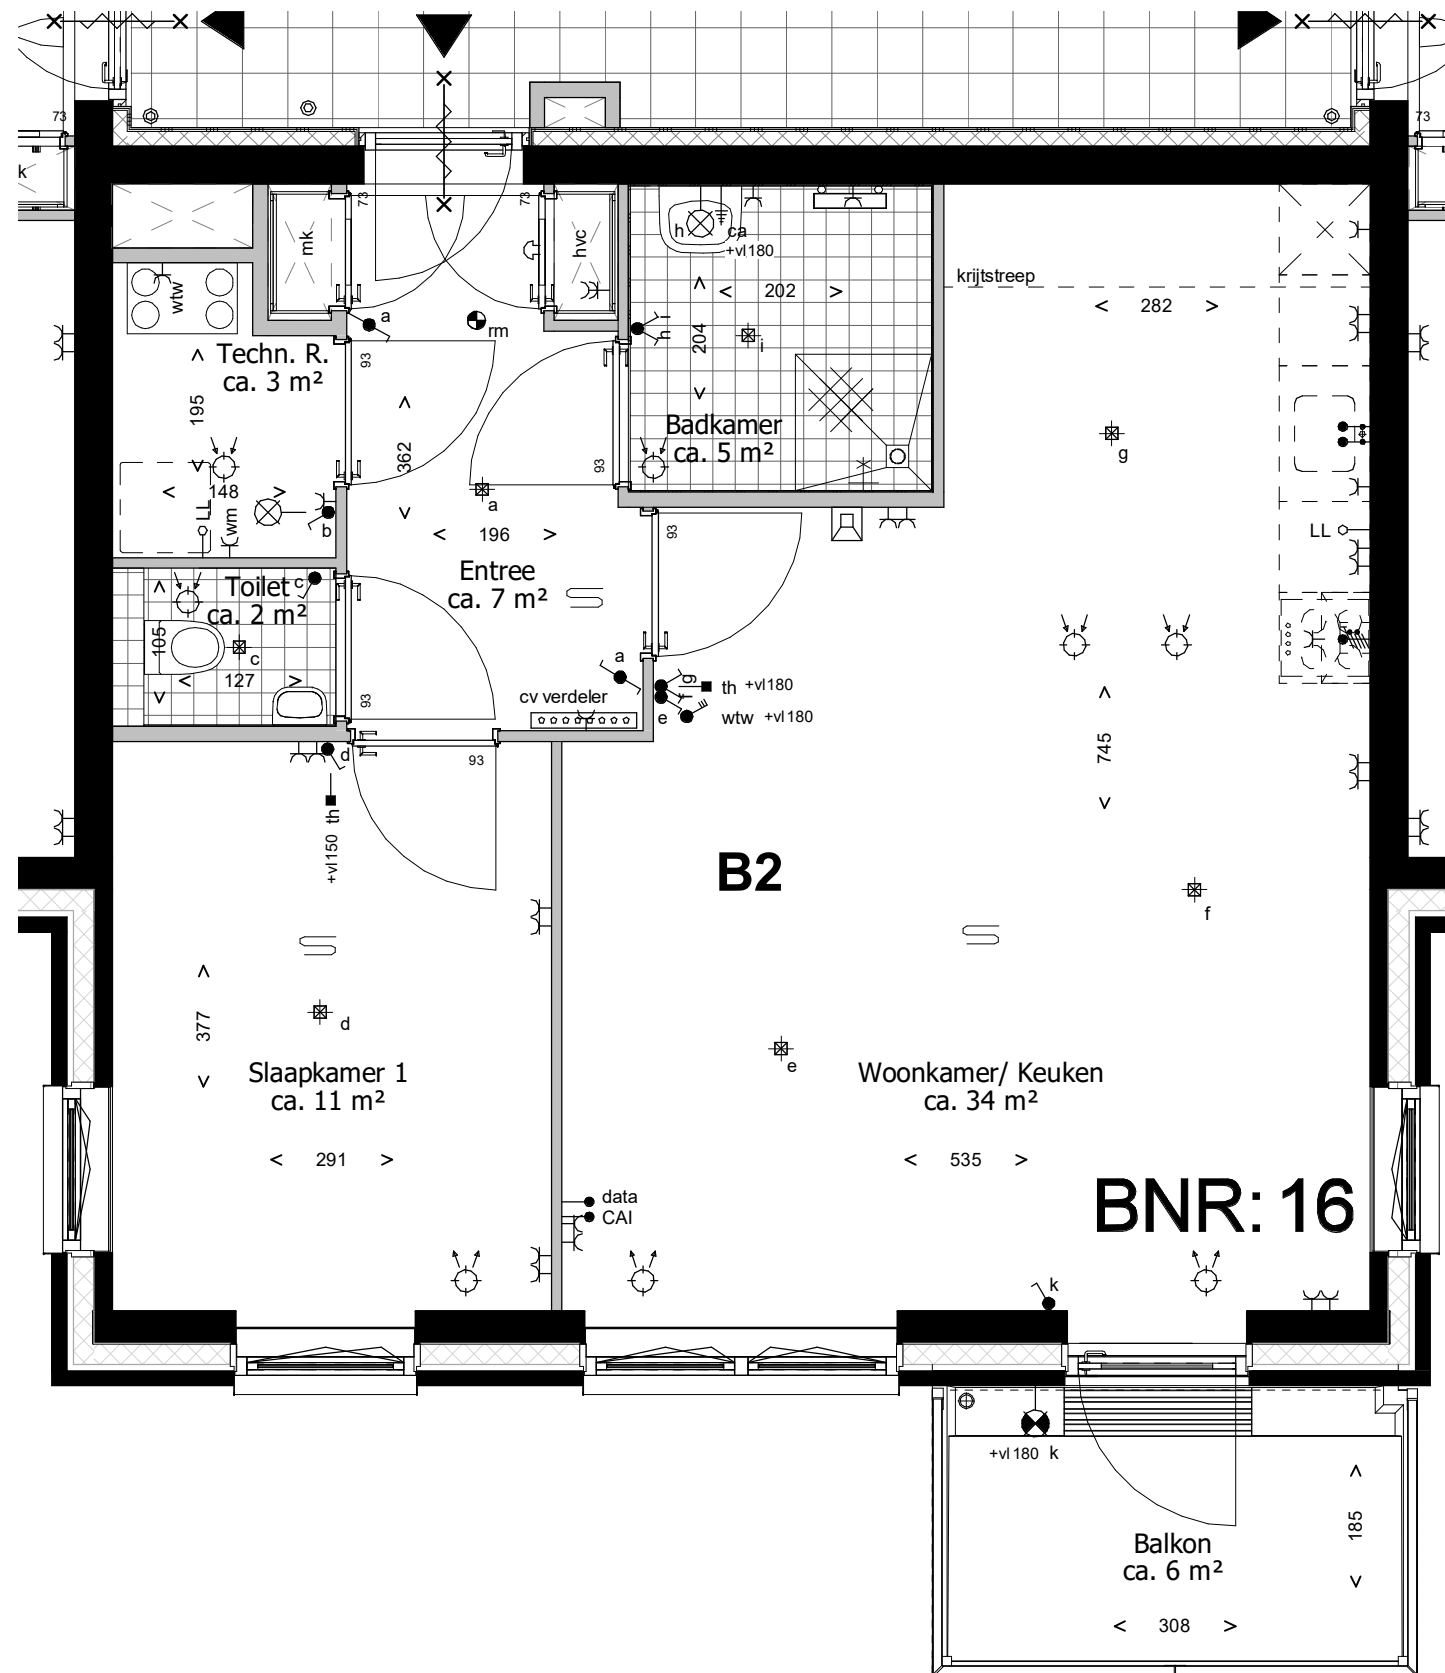 73
73
k
73
73
mk
hvc
h
ca
+vl180
krijtstreep
wtw
a
rm
i
h
202
204
282
i
Techn. R.
ca. 3 m²
93
195
362
Badkamer
ca. 5 m²
93
g
148
LL
wm
b
a
196
93
LL
Entree
ca. 7 m²
Toilet
c
ca. 2 m²
105
c
127
a
g
f
e
th +vl180
wtw +vl180
cv verdeler
93
93
d
th
+vl150
745
B2
f
377
d
e
Slaapkamer 1
ca. 11 m²
Woonkamer/ Keuken
ca. 34 m²
291
535
data
CAI
BNR: 16
k
+vl180 k
185
Balkon
ca. 6 m²
308